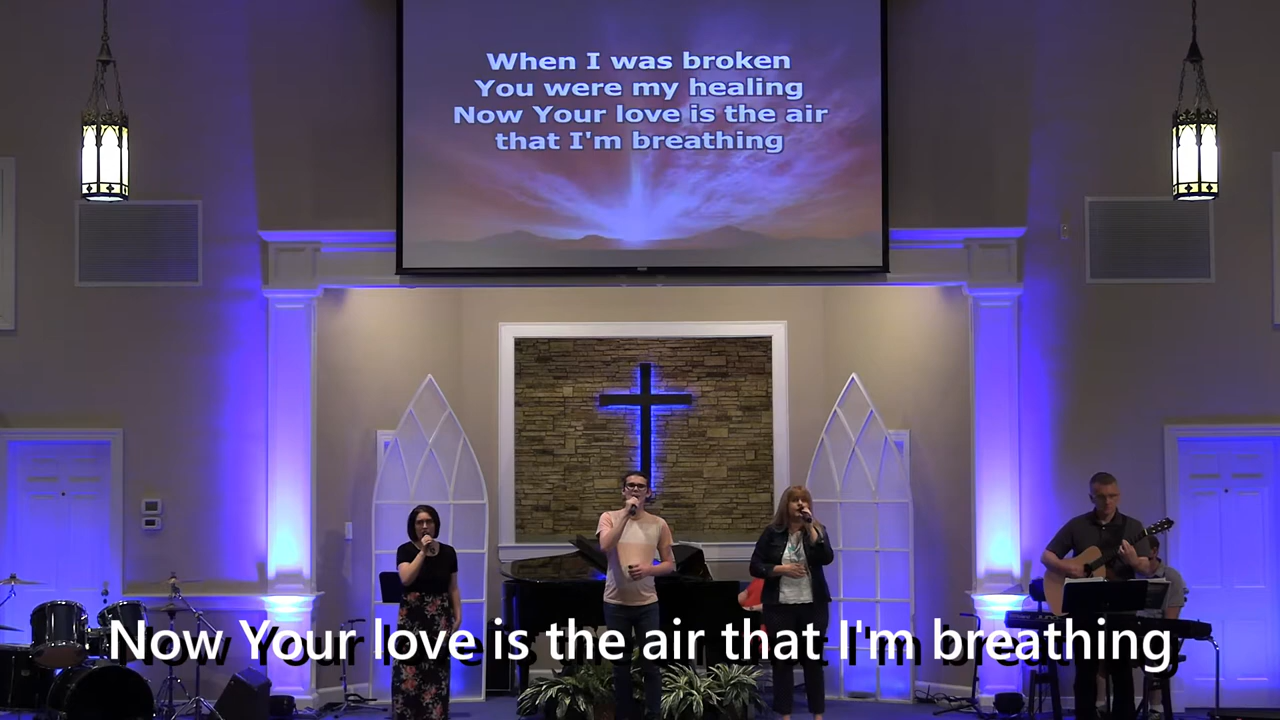 When I was broken
You were my healing
Now Your love is the air
that I'm breathing
Now Your love is the air that I'm breathing